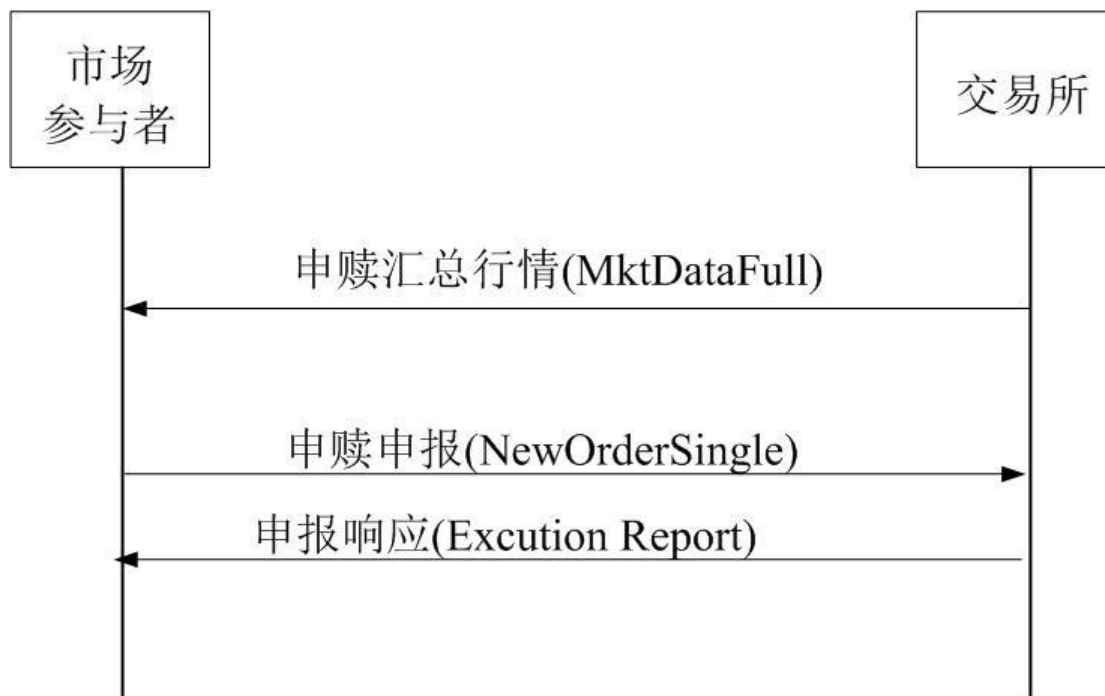 市场
参与者
交易所
申赎汇总行情(MktDataFull)
申赎申报(NewOrderSingle)
申报响应(Excution Report)